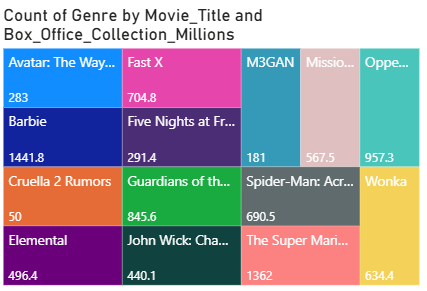 Count of Genre by Movie_Title and
Box_Office_Collection_Millions
Avatar: The Way...
283
Fast X
704.8
M3GAN
181
Missio...
567.5
Oppe...
957.3
Barbie
1441.8
Five Nights at Fr...
291.4
Cruella 2 Rumors
50
Guardians of th...
845.6
Spider-Man: Acr...
690.5
Wonka
634.4
Elemental
496.4
John Wick: Cha...
440.1
The Super Mari...
1362